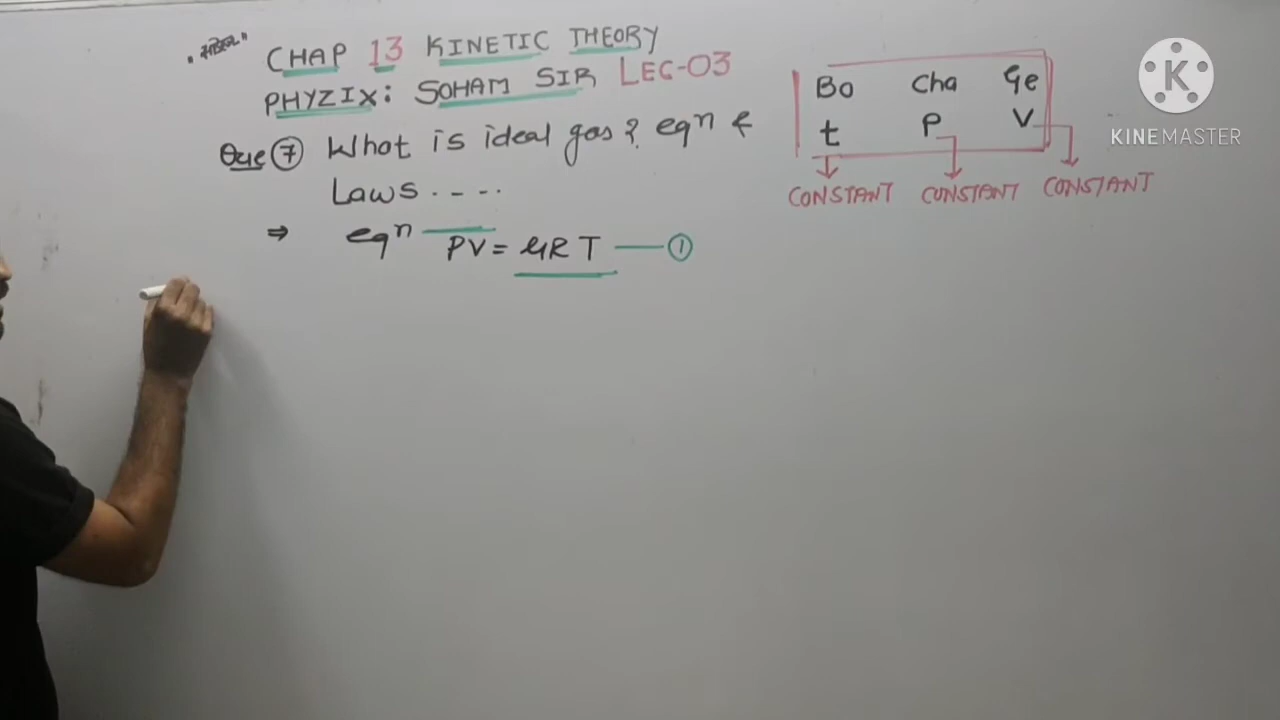 CHAP 13 KINETIC THEORY
PHYZIX: SOHAM SIR LEC-03
Que ⑦ What is ideal gas? eqn &
Laws ....
⇒ eqn PV = μRT — ①
Bo Cha Ge
t P V
CONSTANT CONSTANT CONSTANT
K
KINEMASTER